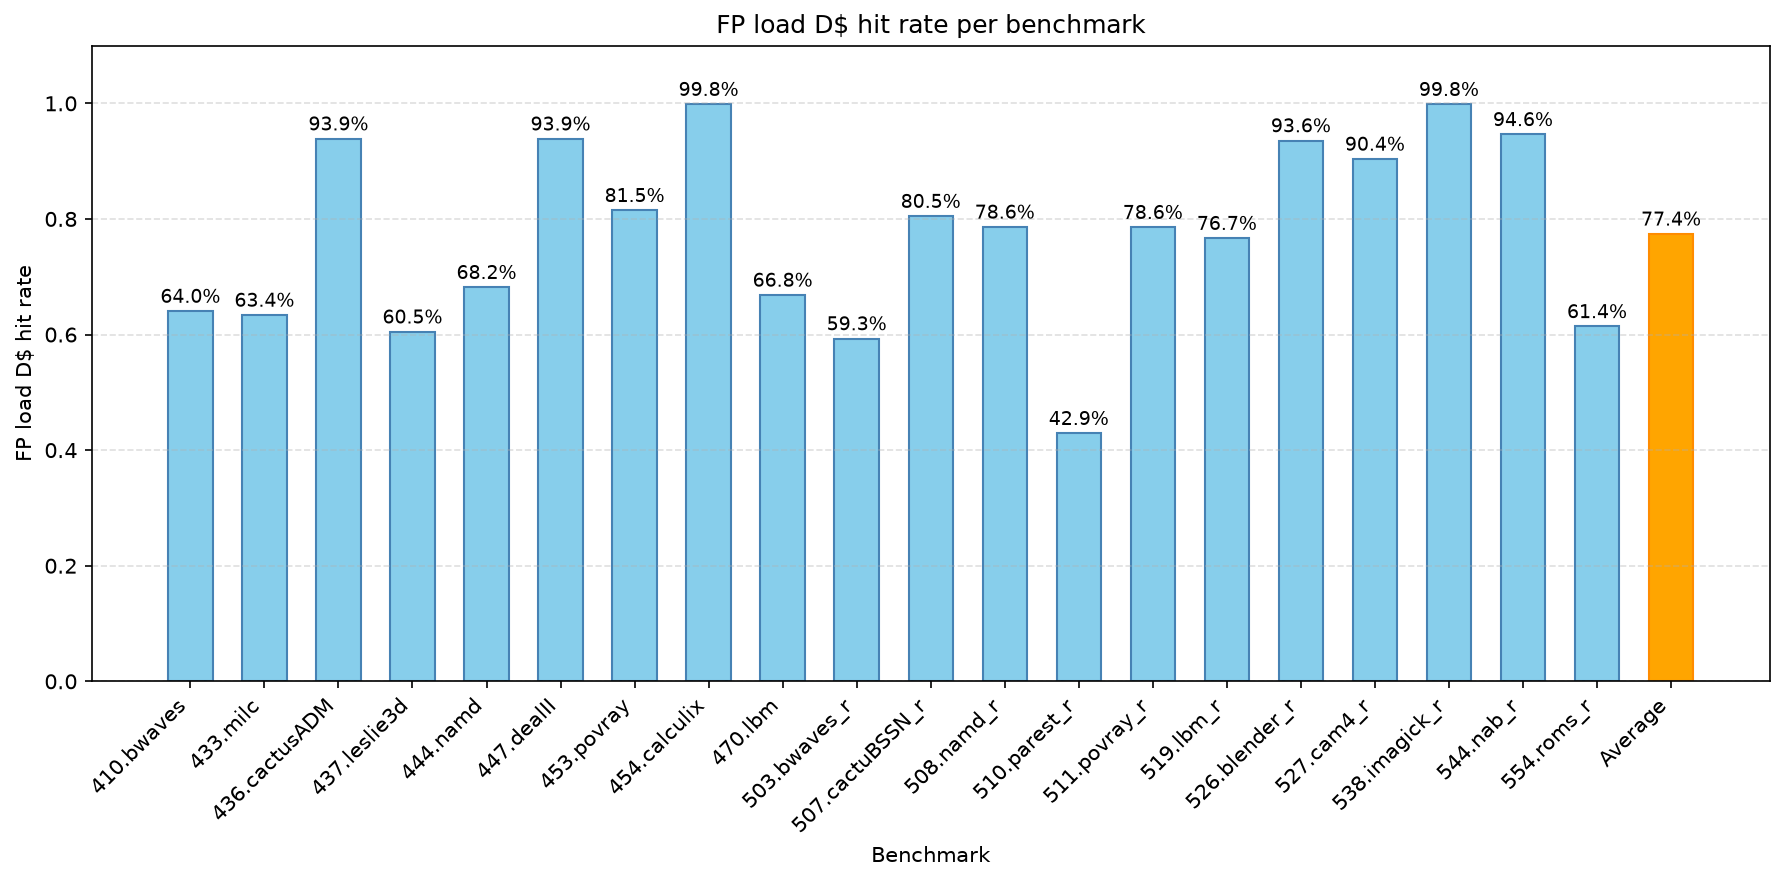 FP load D$ hit rate per benchmark
FP load D$ hit rate
1.0
0.8
0.6
0.4
0.2
0.0
64.0%
63.4%
93.9%
60.5%
68.2%
93.9%
81.5%
99.8%
66.8%
59.3%
80.5%
78.6%
42.9%
78.6%
76.7%
93.6%
90.4%
99.8%
94.6%
61.4%
77.4%
410.bwaves
433.milc
436.cactusADM
437.leslie3d
444.namd
447.dealII
453.povray
454.calculix
470.lbm
503.bwaves_r
507.cactuBSSN_r
508.namd_r
510.parest_r
511.povray_r
519.lbm_r
526.blender_r
527.cam4_r
538.imagick_r
544.nab_r
554.roms_r
Average
Benchmark